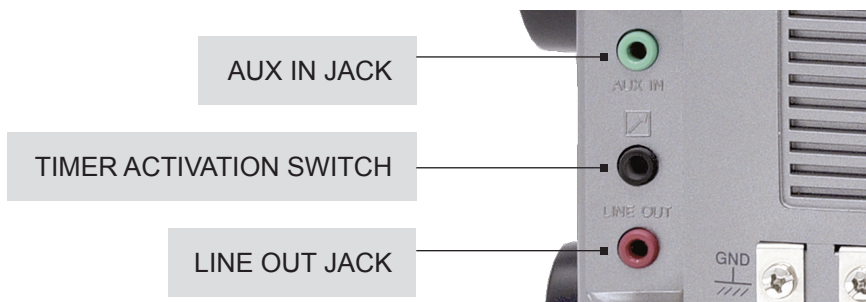 AUX IN JACK
AUX IN
TIMER ACTIVATION SWITCH
LINE OUT
LINE OUT JACK
GND